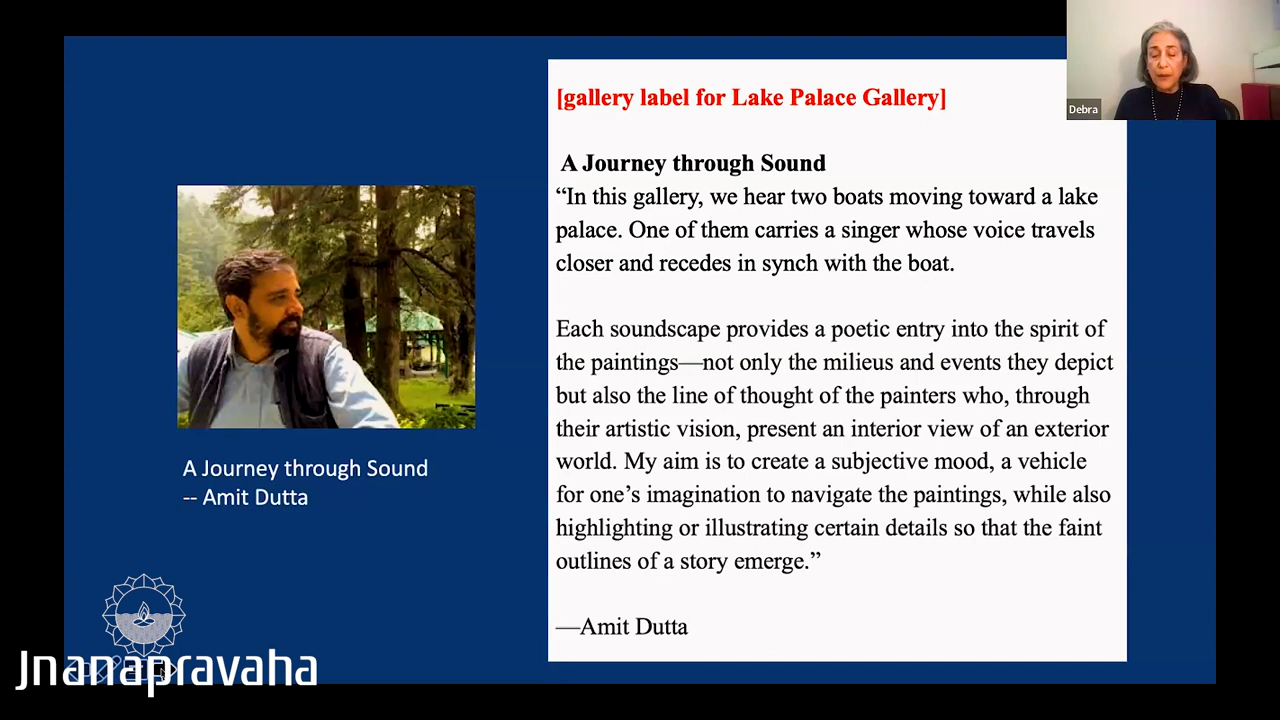 Debra
[gallery label for Lake Palace Gallery]
A Journey through Sound
“In this gallery, we hear two boats moving toward a lake
palace. One of them carries a singer whose voice travels
closer and recedes in synch with the boat.
Each soundscape provides a poetic entry into the spirit of
the paintings—not only the milieus and events they depict
but also the line of thought of the painters who, through
their artistic vision, present an interior view of an exterior
world. My aim is to create a subjective mood, a vehicle
for one’s imagination to navigate the paintings, while also
highlighting or illustrating certain details so that the faint
outlines of a story emerge.”
—Amit Dutta
A Journey through Sound
-- Amit Dutta
Jnanapravaha